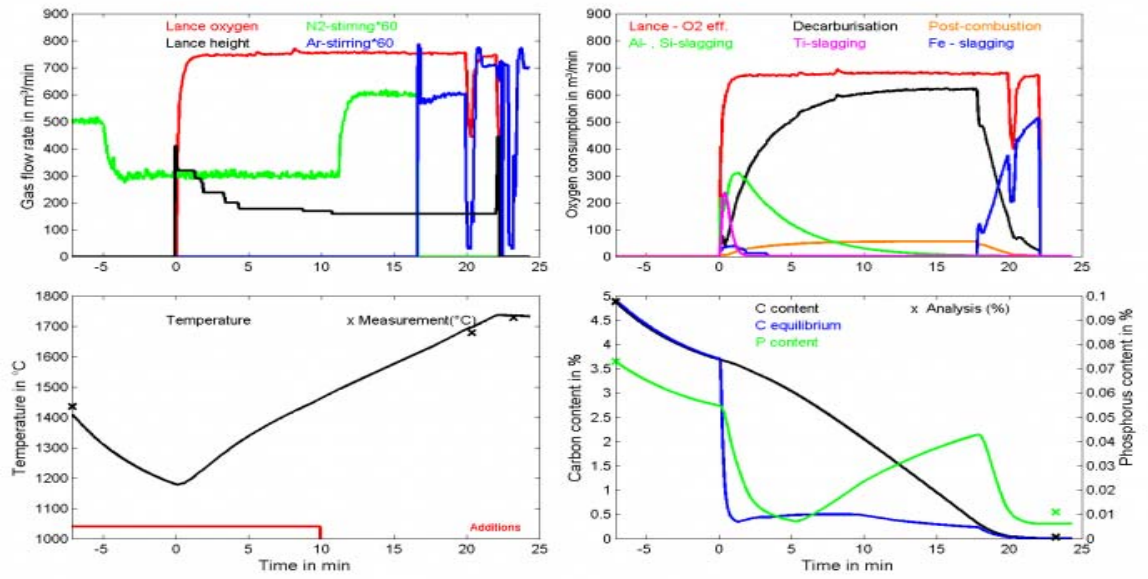 900
800
700
600
500
400
300
200
100
0
Gas flow rate in m³/min
Lance oxygen N2-stirring*60
Lance height Ar-stirring*60
-5 0 5 10 15 20 25
900
800
700
600
500
400
300
200
100
0
Oxygen consumption in m³/min
Lance - O2 eff. Decarburisation Post-combustion
Al- , Si-slagging Ti-slagging Fe - slagging
-5 0 5 10 15 20 25
1800
1700
1600
1500
1400
1300
1200
1100
1000
Temperature in °C
Temperature x Measurement(°C)
Additions
-5 0 5 10 15 20 25
Time in min
5
4.5
4
3.5
3
2.5
2
1.5
1
0.5
0
Carbon content in %
C content x Analysis (%)
C equilibrium
P content
0.1
0.09
0.08
0.07
0.06
0.05
0.04
0.03
0.02
0.01
0
Phosphorus content in %
-5 0 5 10 15 20 25
Time in min